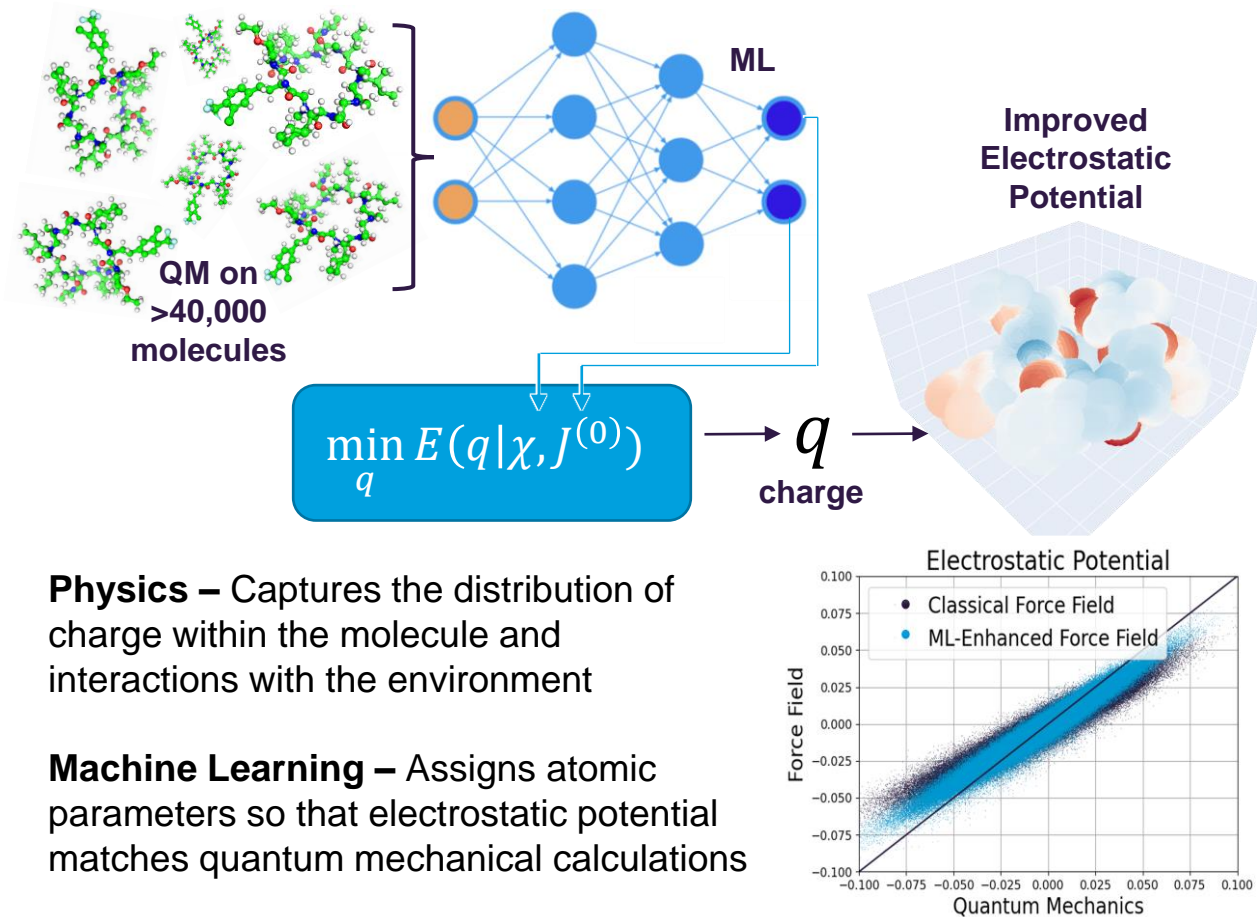 ML
QM on
>40,000
molecules
Improved
Electrostatic
Potential
min E(q|χ, J⁽⁰⁾)
q
q
charge
Physics – Captures the distribution of
charge within the molecule and
interactions with the environment
Machine Learning – Assigns atomic
parameters so that electrostatic potential
matches quantum mechanical calculations
Electrostatic Potential
Classical Force Field
ML-Enhanced Force Field
Force Field
0.100
0.075
0.050
0.025
0.000
−0.025
−0.050
−0.075
−0.100
−0.100 −0.075 −0.050 −0.025 0.000 0.025 0.050 0.075 0.100
Quantum Mechanics